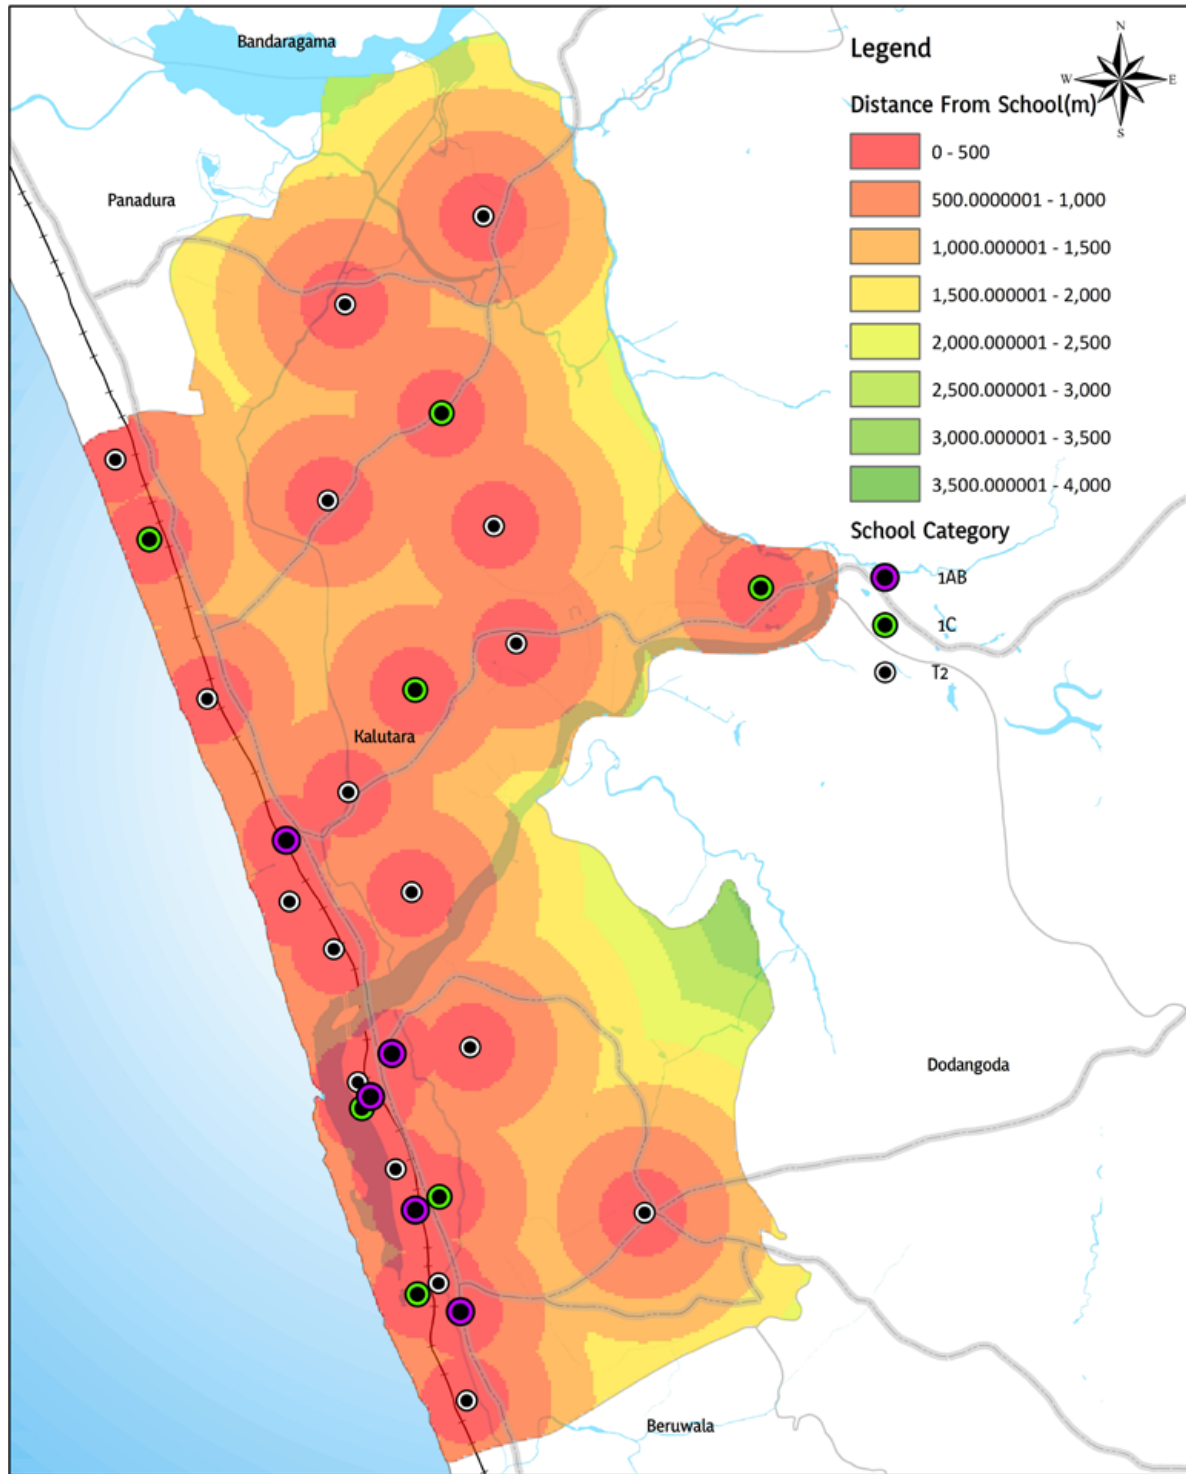 Bandaragama
Panadura
Kalutara
Dodangoda
Beruwala
Legend
N
W
E
S
Distance From School(m)
0 - 500
500.0000001 - 1,000
1,000.000001 - 1,500
1,500.000001 - 2,000
2,000.000001 - 2,500
2,500.000001 - 3,000
3,000.000001 - 3,500
3,500.000001 - 4,000
School Category
1AB
1C
T2